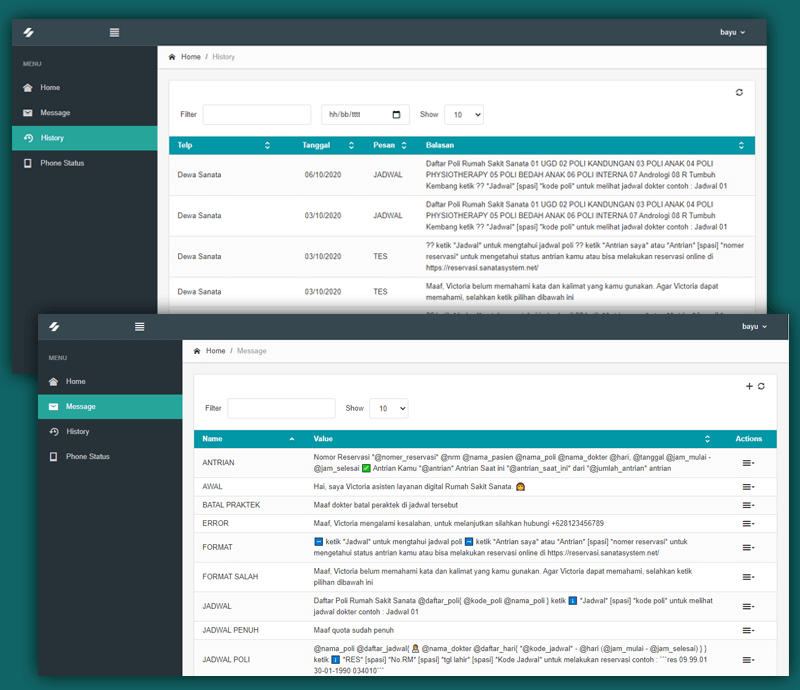 bayu
MENU
Home
Message
History
Phone Status
Home / History
Filter hh/bb/tttt Show 10
Telp Tanggal Pesan Balasan
Dewa Sanata 06/10/2020 JADWAL
Daftar Poli Rumah Sakit Sanata 01 UGD 02 POLI KANDUNGAN 03 POLI ANAK 04 POLI
PHYSIOTHERAPY 05 POLI BEDAH ANAK 06 POLI INTERNA 07 Andrologi 08 R Tumbuh
Kembang ketik ?? "Jadwal" [spasi] "kode poli" untuk melihat jadwal dokter contoh : Jadwal 01
Dewa Sanata 03/10/2020 JADWAL
Daftar Poli Rumah Sakit Sanata 01 UGD 02 POLI KANDUNGAN 03 POLI ANAK 04 POLI
PHYSIOTHERAPY 05 POLI BEDAH ANAK 06 POLI INTERNA 07 Andrologi 08 R Tumbuh
Kembang ketik ?? "Jadwal" [spasi] "kode poli" untuk melihat jadwal dokter contoh : Jadwal 01
Dewa Sanata 03/10/2020 TES
?? ketik "Jadwal" untuk mengtahui jadwal poli ?? ketik "Antrian saya" atau "Antrian" [spasi] "nomer
reservasi" untuk mengetahui status antrian kamu atau bisa melakukan reservasi online di
https://reservasi.sanatasystem.net/
Dewa Sanata 03/10/2020 TES
Maaf, Victoria belum memahami kata dan kalimat yang kamu gunakan. Agar Victoria dapat
memahami, selahkan ketik pilihan dibawah ini
bayu
MENU
Home
Message
History
Phone Status
Home / Message
Filter Show 10
Name Value Actions
ANTRIAN
Nomor Reservasi "@nomer_reservasi" @nrm @nama_pasien @nama_poli @nama_dokter @hari, @tanggal @jam_mulai -
@jam_selesai ✅ Antrian Kamu "@antrian" Antrian Saat ini "@antrian_saat_ini" dari "@jumlah_antrian" antrian
AWAL Hai, saya Victoria asisten layanan digital Rumah Sakit Sanata.
BATAL PRAKTEK Maaf dokter batal peraktek di jadwal tersebut
ERROR Maaf, Victoria mengalami kesalahan, untuk melanjutkan silahkan hubungi +628123456789
FORMAT
➡ ketik "Jadwal" untuk mengtahui jadwal poli ➡ ketik "Antrian saya" atau "Antrian" [spasi] "nomer reservasi" untuk
mengetahui status antrian kamu atau bisa melakukan reservasi online di https://reservasi.sanatasystem.net/
FORMAT SALAH
Maaf, Victoria belum memahami kata dan kalimat yang kamu gunakan. Agar Victoria dapat memahami, selahkan ketik
pilihan dibawah ini
JADWAL
Daftar Poli Rumah Sakit Sanata @daftar_poli{ @kode_poli @nama_poli } ketik ℹ "Jadwal" [spasi] "kode poli" untuk melihat
jadwal dokter contoh : Jadwal 01
JADWAL PENUH Maaf quota sudah penuh
JADWAL POLI
@nama_poli @daftar_jadwal{ @nama_dokter @daftar_hari{ "@kode_jadwal" - @hari (@jam_mulai - @jam_selesai) } }
ketik ℹ "RES" [spasi] "No.RM" [spasi] "tgl lahir" [spasi] "Kode Jadwal" untuk melakukan reservasi contoh : ```res 09.99.01
30-01-1990 034010```